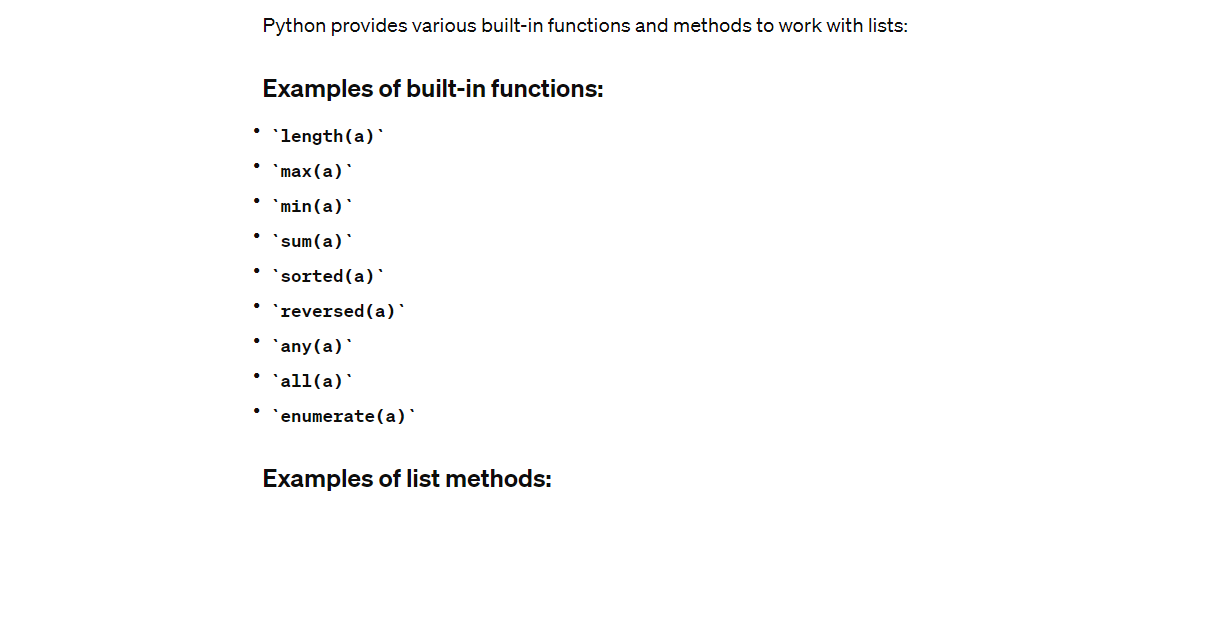 Python provides various built-in functions and methods to work with lists:
Examples of built-in functions:
• `length(a)`
• `max(a)`
• `min(a)`
• `sum(a)`
• `sorted(a)`
• `reversed(a)`
• `any(a)`
• `all(a)`
• `enumerate(a)`
Examples of list methods: